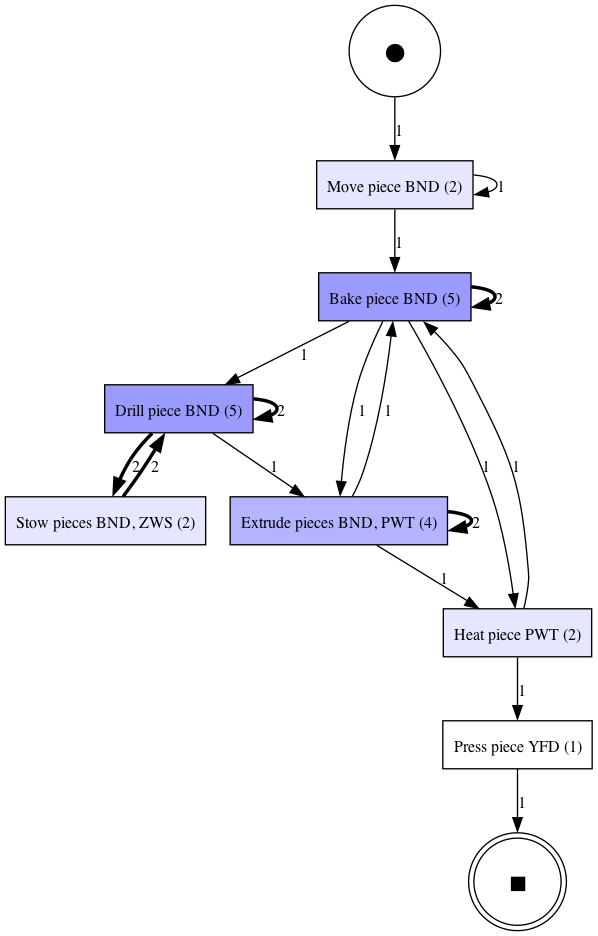 1
Move piece BND (2)
1
1
Bake piece BND (5)
2
1
Drill piece BND (5)
2
1
1
2
2
1
1
1
Stow pieces BND, ZWS (2)
Extrude pieces BND, PWT (4)
2
1
Heat piece PWT (2)
1
Press piece YFD (1)
1